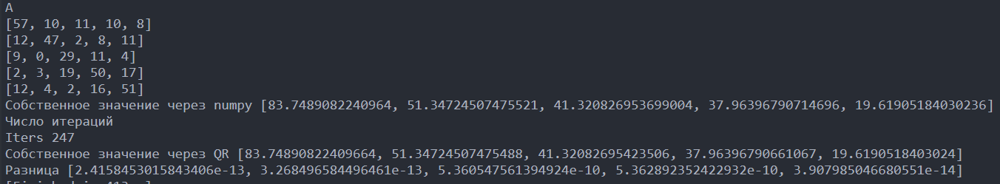 A
[57, 10, 11, 10, 8]
[12, 47, 2, 8, 11]
[9, 0, 29, 11, 4]
[2, 3, 19, 50, 17]
[12, 4, 2, 16, 51]
Собственное значение через numpy [83.7489082240964, 51.34724507475521, 41.320826953699004, 37.96396790714696, 19.61905184030236]
Число итераций
Iters 247
Собственное значение через QR [83.74890822409664, 51.34724507475488, 41.32082695423506, 37.96396790661067, 19.6190518403024]
Разница [2.4158453015843406e-13, 3.268496584496461e-13, 5.360547561394924e-10, 5.362892352422932e-10, 3.907985046680551e-14]